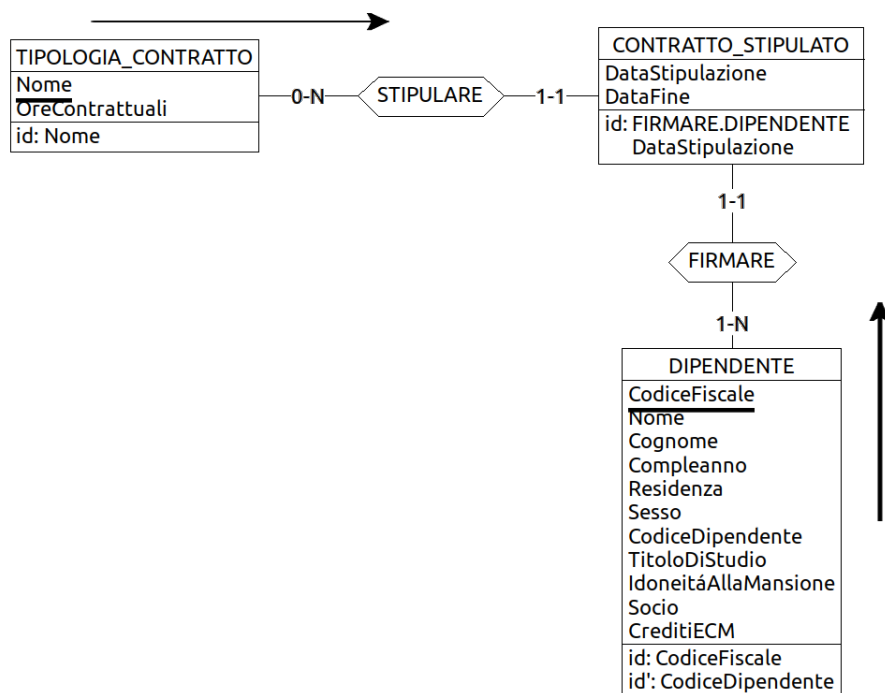 TIPOLOGIA_CONTRATTO
Nome
OreContrattuali
id: Nome
0-N
STIPULARE
1-1
CONTRATTO_STIPULATO
DataStipulazione
DataFine
id: FIRMARE.DIPENDENTE
DataStipulazione
1-1
FIRMARE
1-N
DIPENDENTE
CodiceFiscale
Nome
Cognome
Compleanno
Residenza
Sesso
CodiceDipendente
TitoloDiStudio
IdoneitáAllaMansione
Socio
CreditiECM
id: CodiceFiscale
id': CodiceDipendente